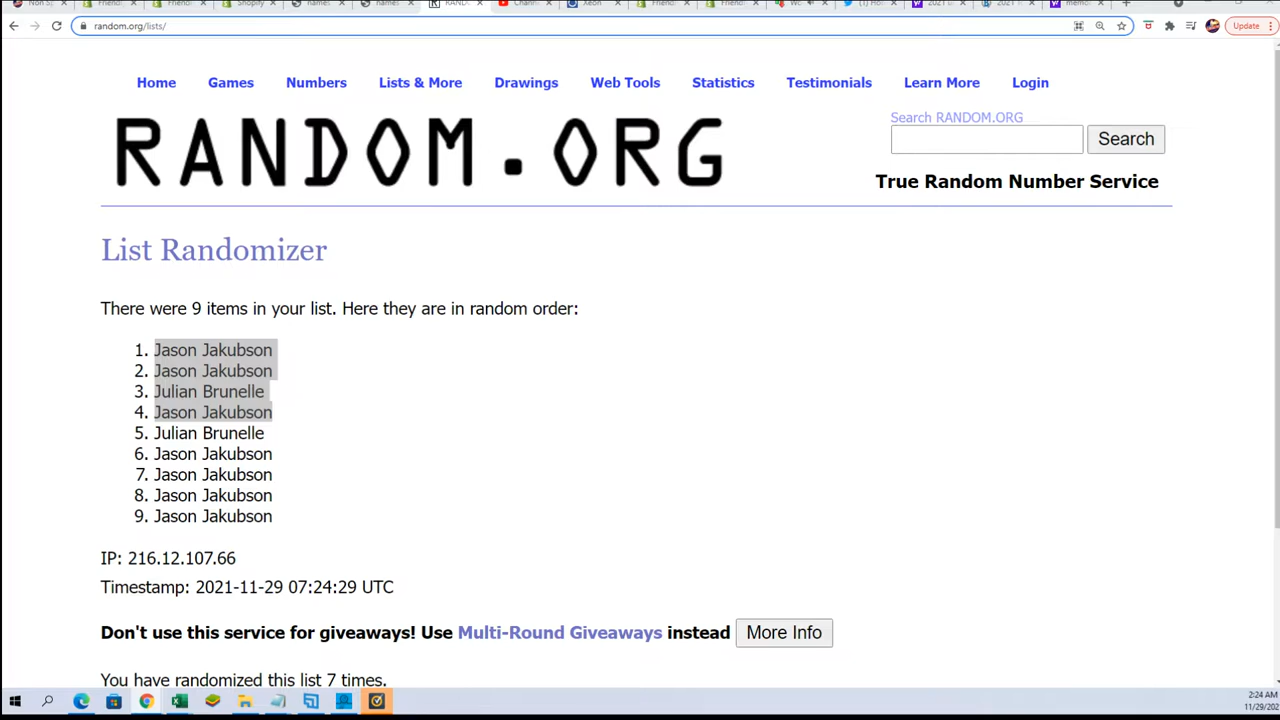 random.org/lists/
Update
Home Games Numbers Lists & More Drawings Web Tools Statistics Testimonials Learn More Login
Search RANDOM.ORG
RANDOM.ORG
Search
True Random Number Service
List Randomizer
There were 9 items in your list. Here they are in random order:
1. Jason Jakubson
2. Jason Jakubson
3. Julian Brunelle
4. Jason Jakubson
5. Julian Brunelle
6. Jason Jakubson
7. Jason Jakubson
8. Jason Jakubson
9. Jason Jakubson
IP: 216.12.107.66
Timestamp: 2021-11-29 07:24:29 UTC
Don't use this service for giveaways! Use Multi-Round Giveaways instead More Info
You have randomized this list 7 times.
2:24 AM